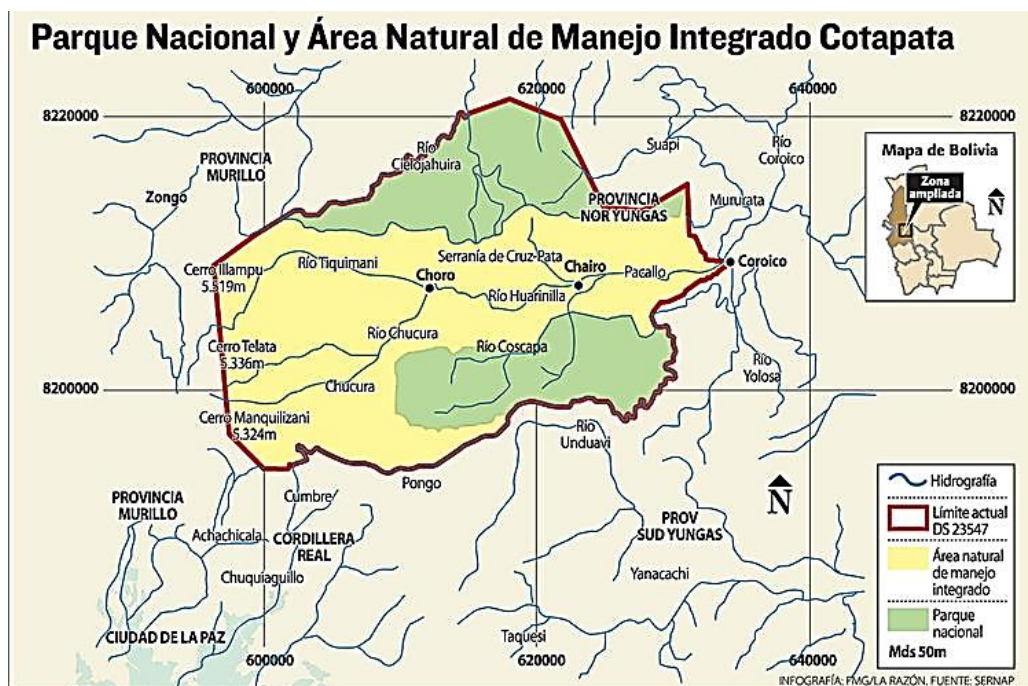 Parque Nacional y Área Natural de Manejo Integrado Cotapata
600000
620000
640000
8220000
8220000
Río
Cielojahuira
Suapi
Río
Coroico
PROVINCIA
MURILLO
Zongo
Mapa de Bolivia
Zona
ampliada
N
PROVINCIA
NOR YUNGAS
Mururata
Cerro Illampu
5.519m
Río Tiquimani
Serranía de Cruz-Pata
Choro
Chairo
Pacallo
Coroico
Río Huarinilla
Río Chucura
Cerro Telata
5.336m
Río Coscapa
Río
Yolosa
8200000
8200000
Chucura
Cerro Manquilizani
5.324m
Río
Unduavi
Pongo
N
Cumbre
PROVINCIA
MURILLO
Achachicala
CORDILLERA
REAL
Chuquiaguillo
PROV
SUD YUNGAS
Yanacachi
CIUDAD DE LA PAZ
Taquesi
Hidrografía
Límite actual
DS 23547
Área natural
de manejo
integrado
Parque
nacional
Mds 50m
600000
620000
640000
INFOGRAFÍA: FMG/LA RAZÓN, FUENTE: SERNAP